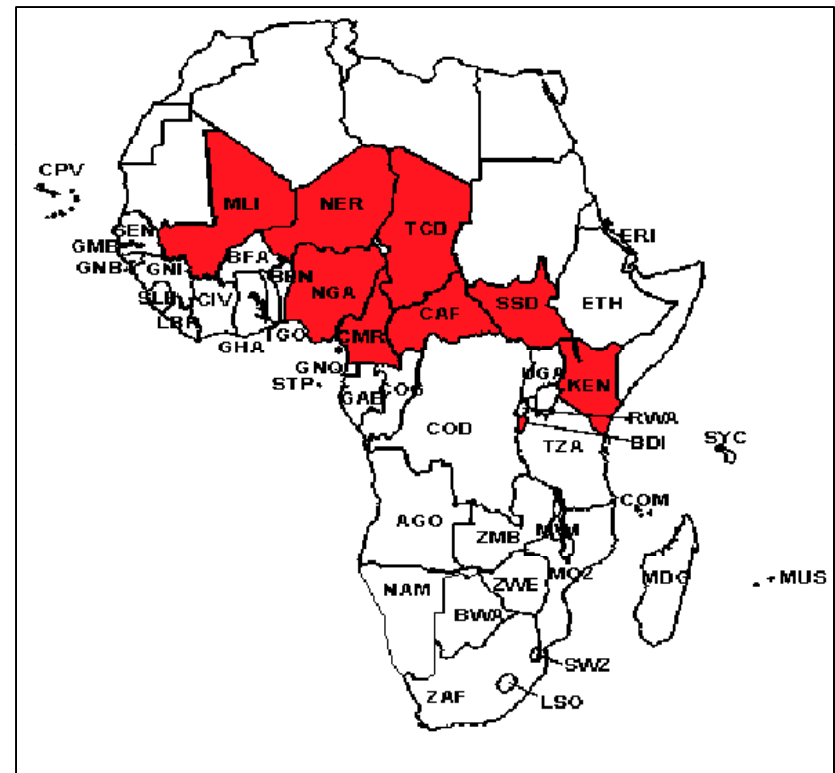 CPV
MLI
NER
TCD
ERI
SEN
GMB
BFA
GNB
GNI
BEN
NGA
SSD
ETH
SLE
CIV
CAF
LBR
TGO
CMR
GHA
GNQ
UGA
STP
COG
KEN
GAB
RWA
COD
BDI
SYC
TZA
COM
AGO
ZMB
MOZ
MUS
MDG
NAM
ZWE
BWA
SWZ
ZAF
LSO